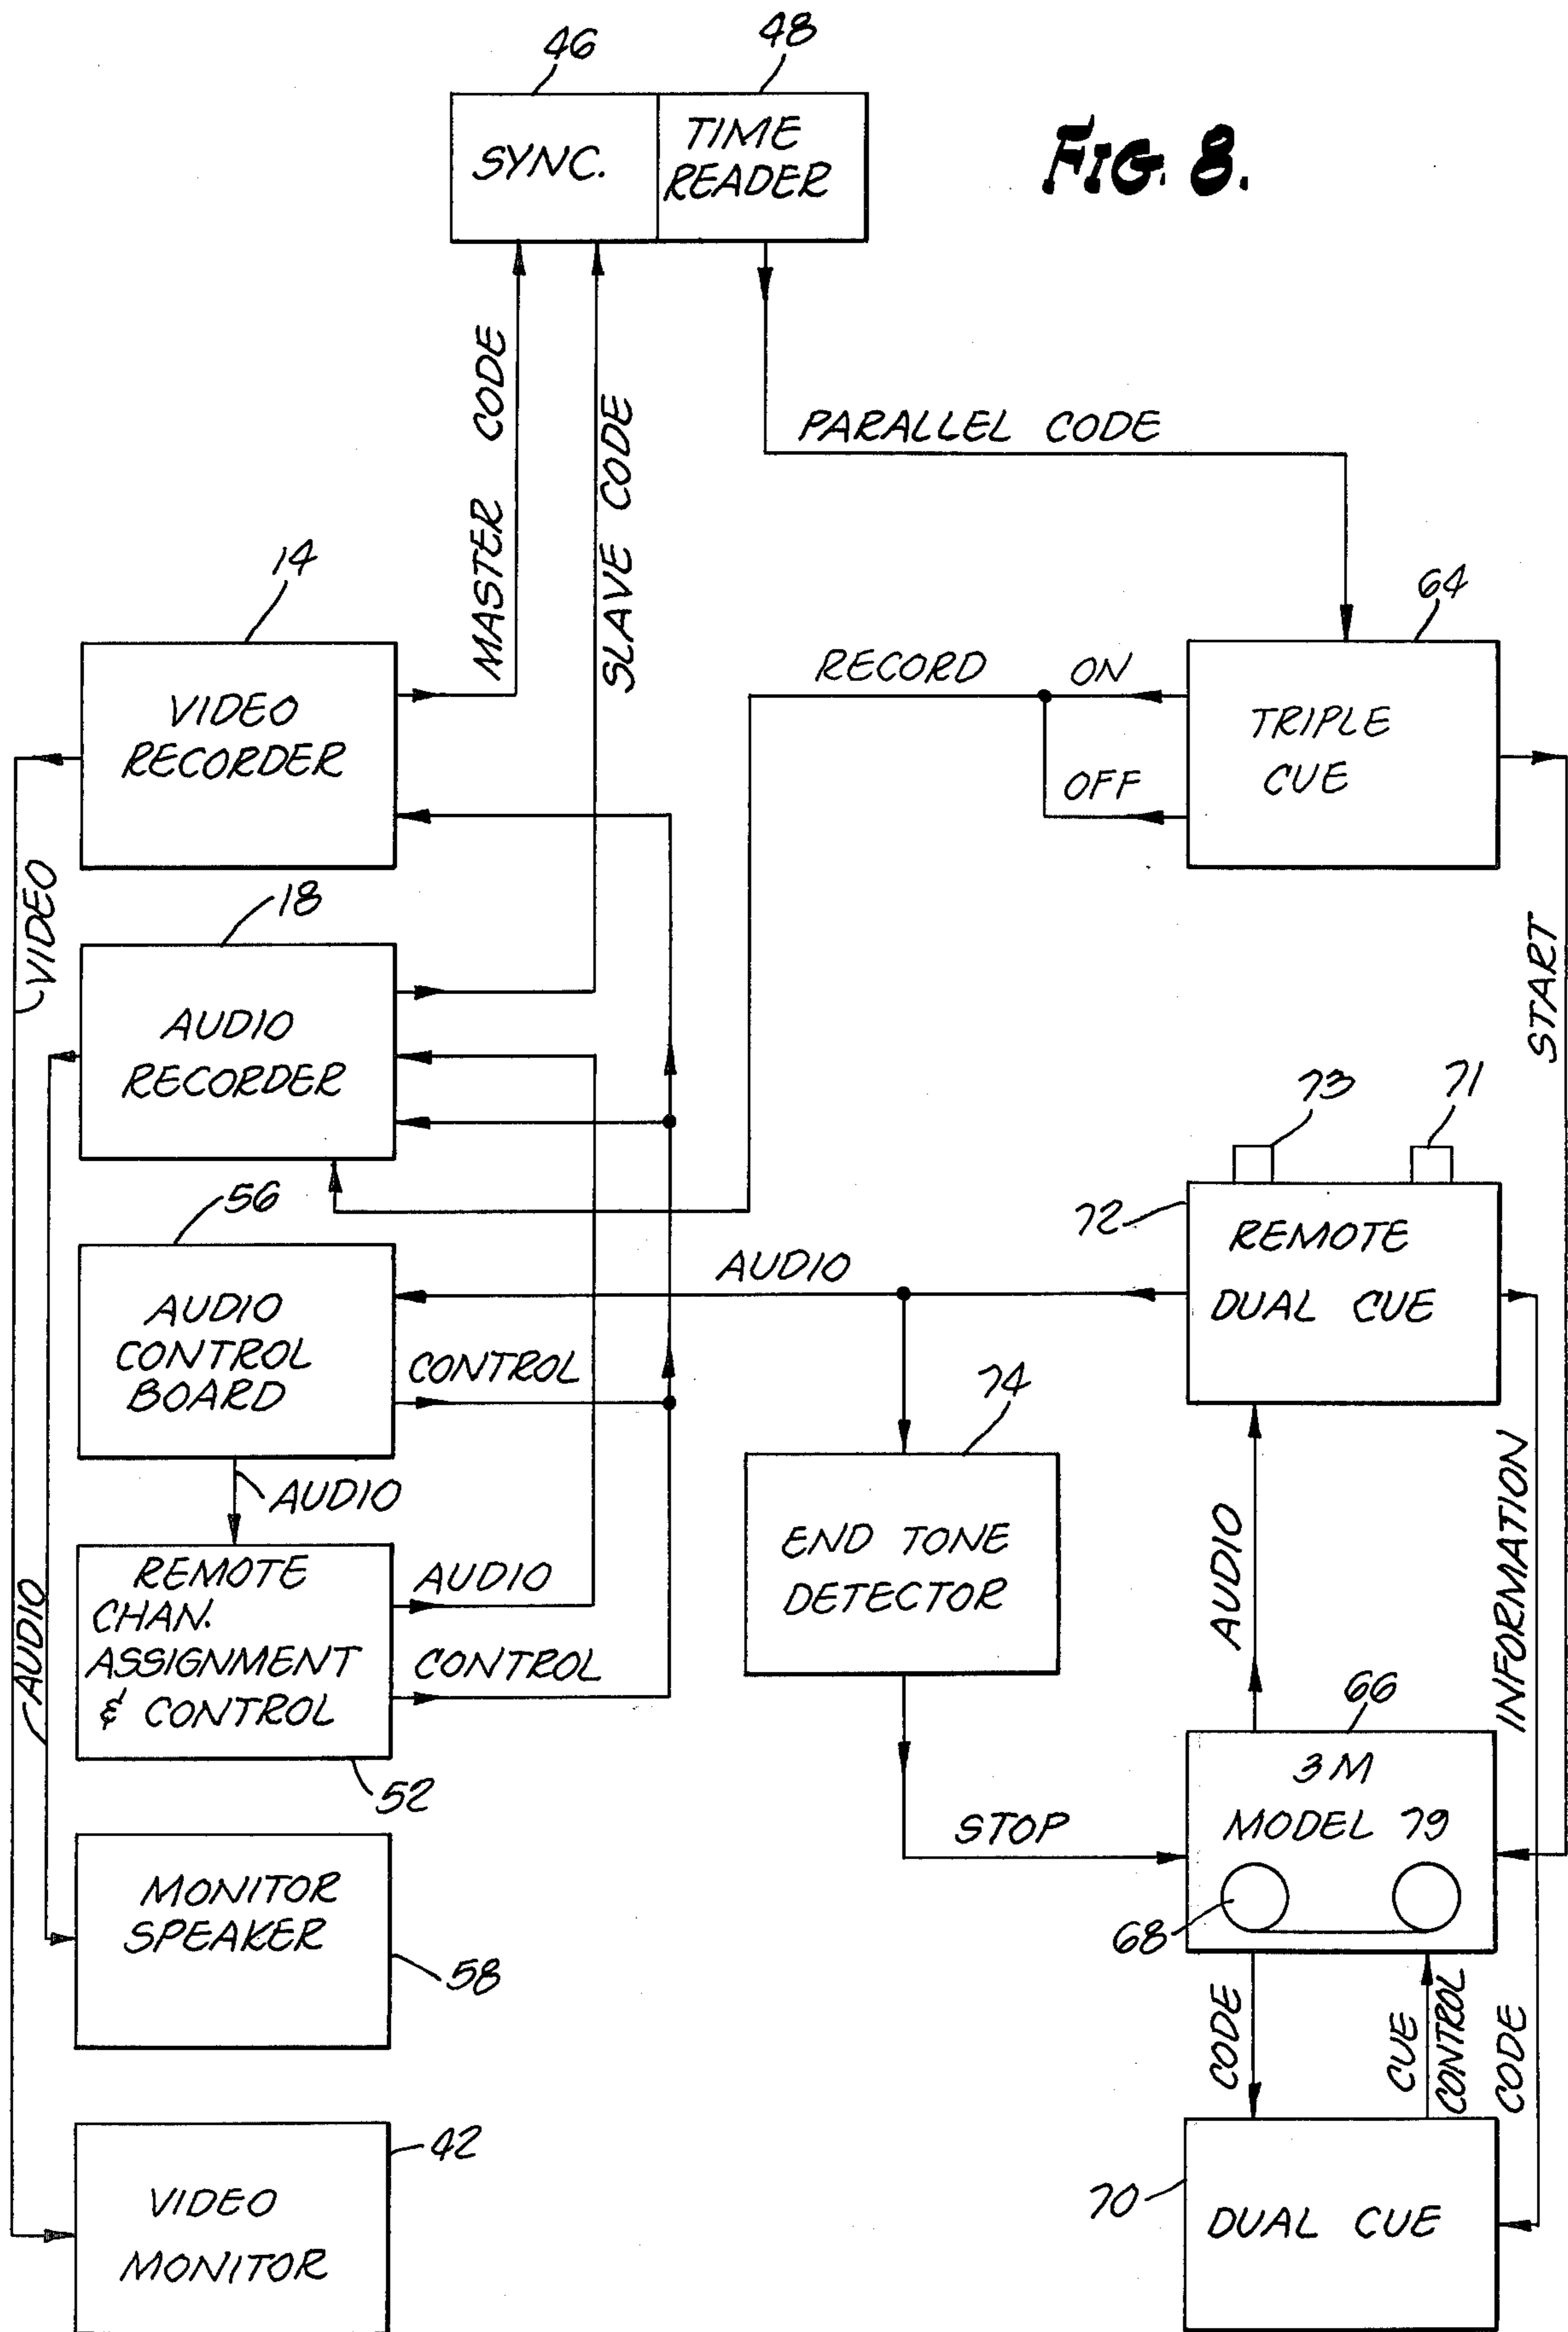 46
48
SYNC.
TIME
READER
FIG. 8.
MASTER CODE
SLAVE CODE
PARALLEL CODE
14
VIDEO
RECORDER
64
RECORD
ON
OFF
TRIPLE
CUE
VIDEO
18
AUDIO
RECORDER
START
73
71
56
72
REMOTE
DUAL CUE
AUDIO
AUDIO
CONTROL
BOARD
CONTROL
74
AUDIO
END TONE
DETECTOR
AUDIO
INFORMATION
REMOTE
CHAN.
ASSIGNMENT
& CONTROL
AUDIO
CONTROL
AUDIO
52
66
3M
MODEL 79
STOP
68
MONITOR
SPEAKER
58
CODE
CUE
CONTROL
CODE
42
VIDEO
MONITOR
70
DUAL CUE